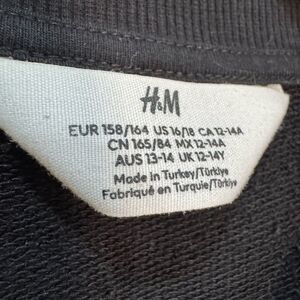 H&M
EUR 158/164 US 16/18 CA 12-14A
CN 165/84 MX 12-14A
AUS 13-14 UK 12-14Y
Made in Turkey/Türkiye
Fabriqué en Turquie/Türkiye